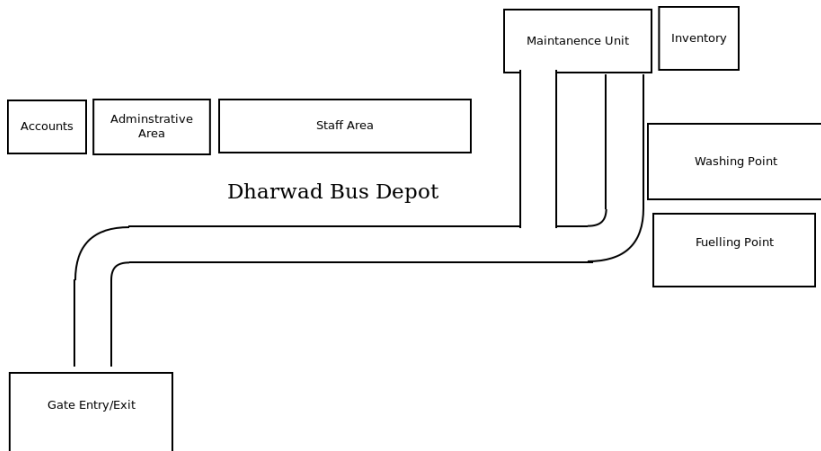 Maintanence Unit
Inventory
Accounts
Adminstrative
Area
Staff Area
Washing Point
Dharwad Bus Depot
Fuelling Point
Gate Entry/Exit